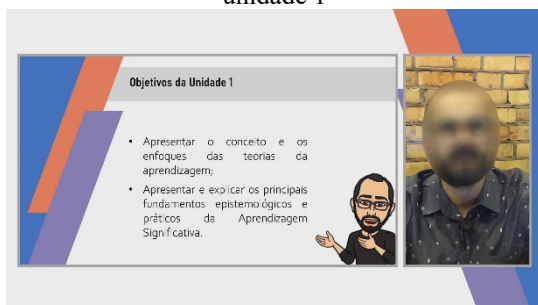 unidade 1
Objetivos da Unidade 1
• Apresentar o conceito e os
enfoques das teorias da
aprendizagem;
• Apresentar e explicar os principais
fundamentos epistemológicos e
práticos da Aprendizagem
Significativa.